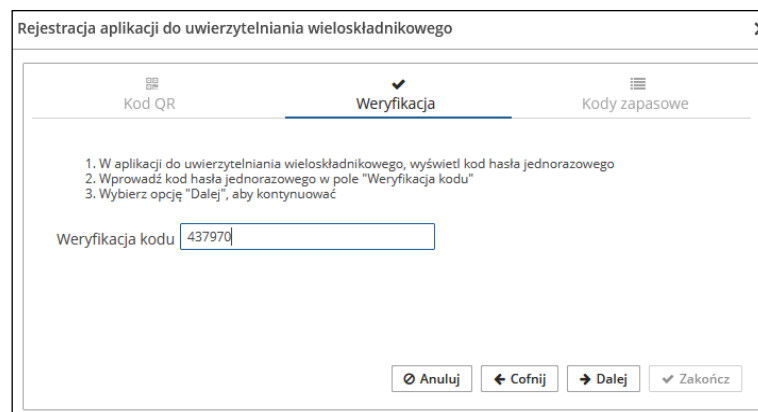 Rejestracja aplikacji do uwierzytelniania wieloskładnikowego
Kod QR
Weryfikacja
Kody zapasowe
1. W aplikacji do uwierzytelniania wieloskładnikowego, wyświetl kod hasła jednorazowego
2. Wprowadź kod hasła jednorazowego w pole "Weryfikacja kodu"
3. Wybierz opcję "Dalej", aby kontynuować
Weryfikacja kodu 437970
Anuluj Cofnij Dalej Zakończ